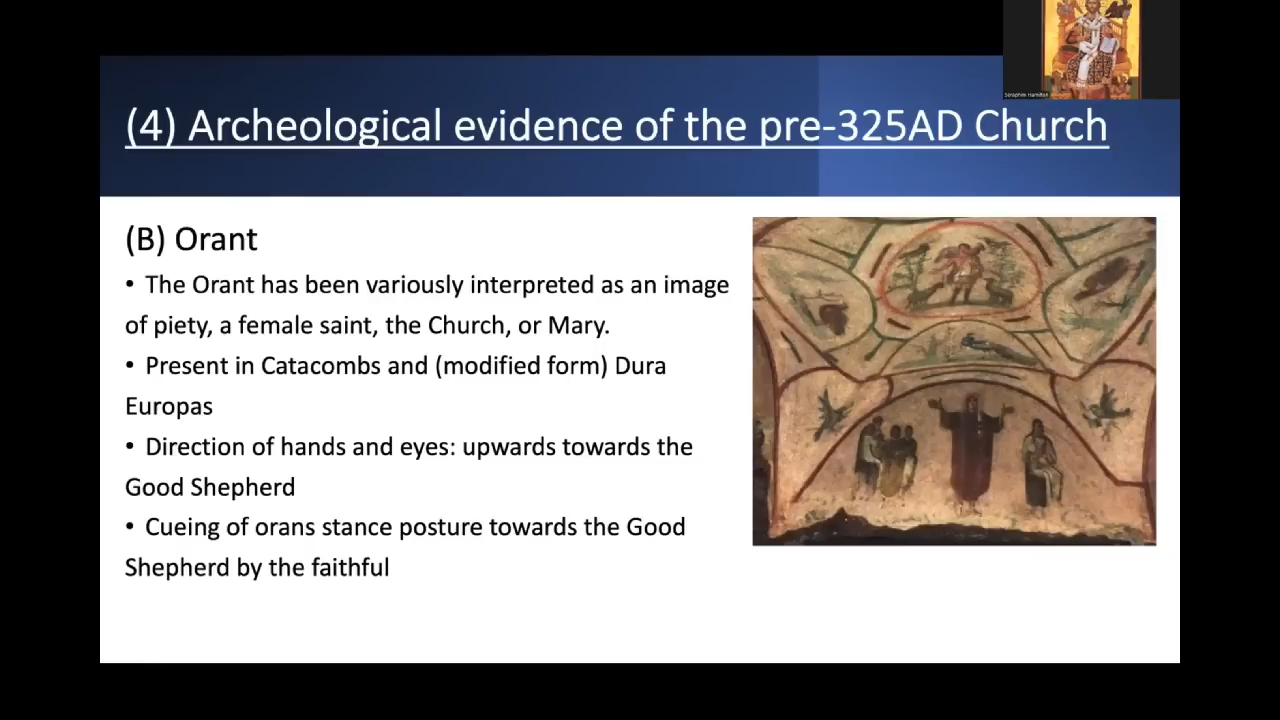 Seraphim Hamilton
(4) Archeological evidence of the pre-325AD Church
(B) Orant
• The Orant has been variously interpreted as an image
of piety, a female saint, the Church, or Mary.
• Present in Catacombs and (modified form) Dura
Europas
• Direction of hands and eyes: upwards towards the
Good Shepherd
• Cueing of orans stance posture towards the Good
Shepherd by the faithful